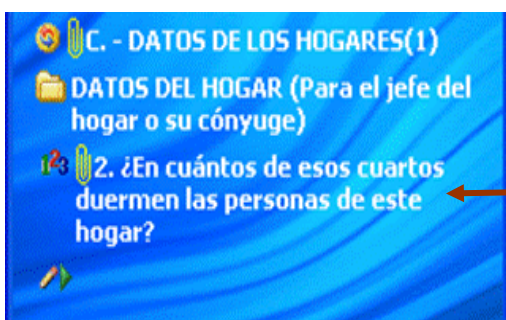 C. - DATOS DE LOS HOGARES(1)
DATOS DEL HOGAR (Para el jefe del
hogar o su cónyuge)
2. ¿En cuántos de esos cuartos
duermen las personas de este
hogar?